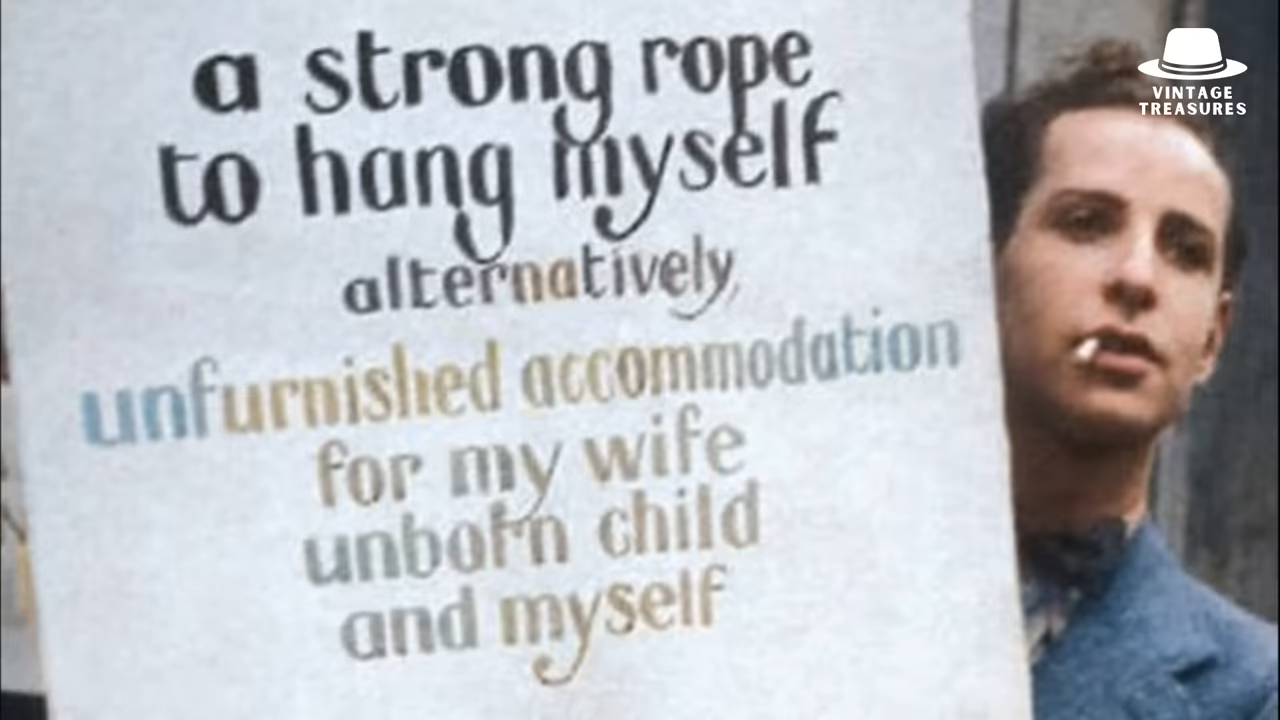 a strong rope
to hang myself
alternatively,
unfurnished accommodation
for my wife
unborn child
and myself
VINTAGE
TREASURES